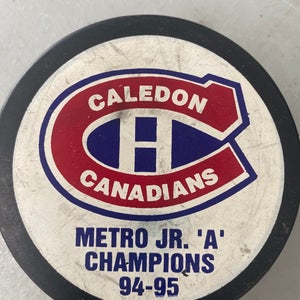 CALEDON
H
CANADIANS
METRO JR. 'A'
CHAMPIONS
94-95